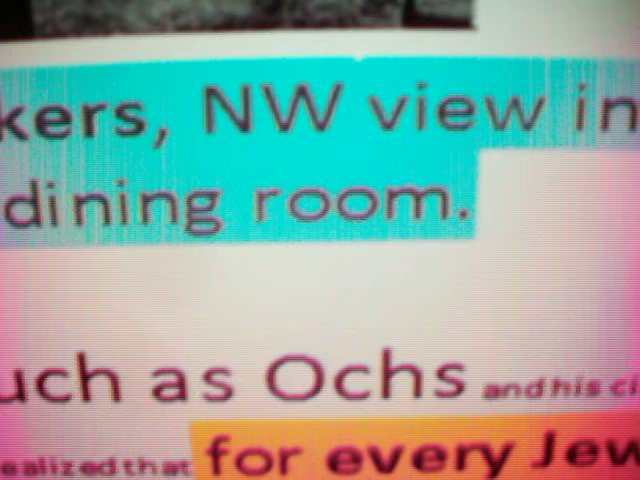 kers, NW view in
dining room.
uch as Ochs and his ci
ealized that for every Jew